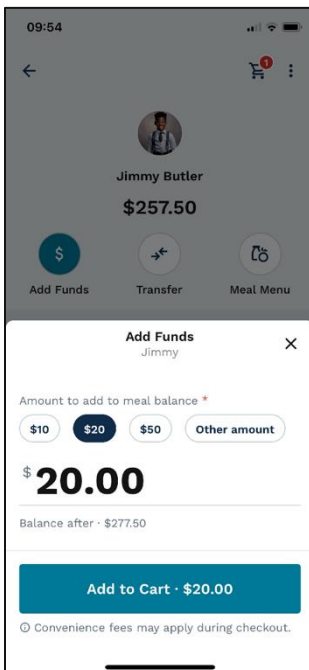 09:54
1
Jimmy Butler
$257.50
$
Add Funds Transfer Meal Menu
Add Funds
Jimmy
Amount to add to meal balance *
$10 $20 $50 Other amount
$20.00
Balance after · $277.50
Add to Cart · $20.00
Convenience fees may apply during checkout.